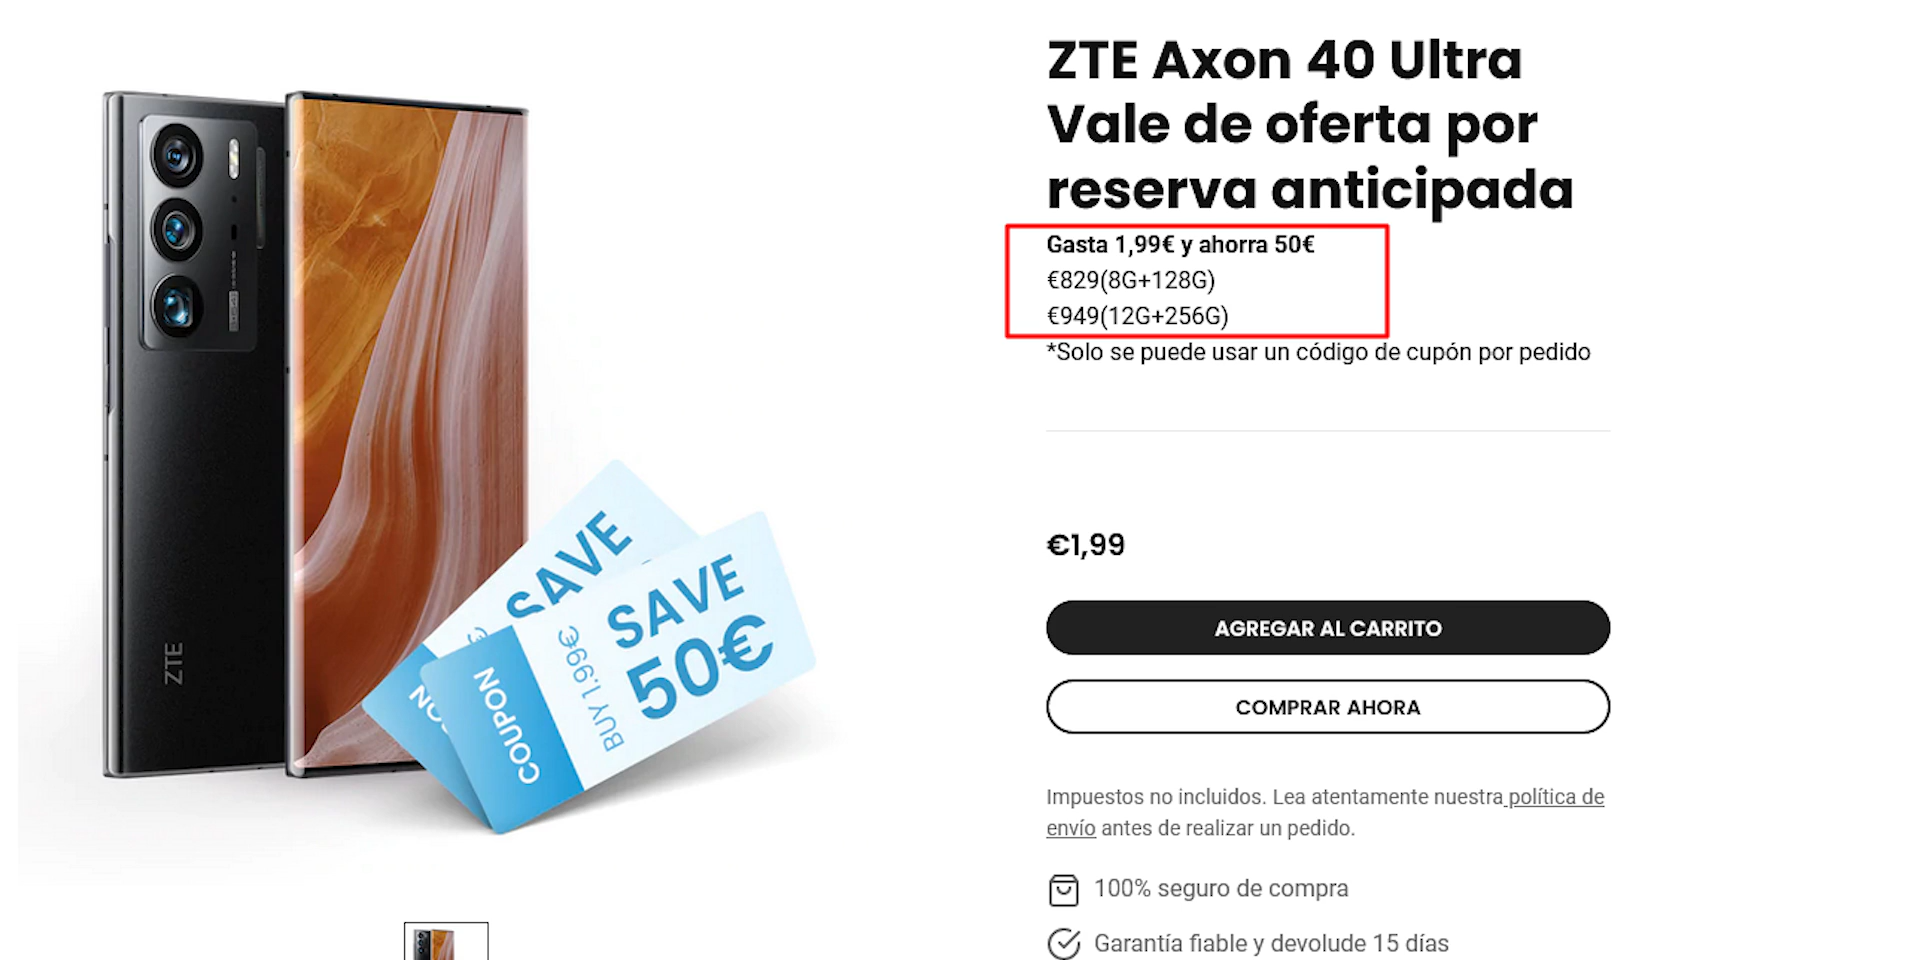 ZTE Axon 40 Ultra
Vale de oferta por
reserva anticipada
Gasta 1,99€ y ahorra 50€
€829(8G+128G)
€949(12G+256G)
*Solo se puede usar un código de cupón por pedido
€1,99
AGREGAR AL CARRITO
COMPRAR AHORA
Impuestos no incluidos. Lea atentamente nuestra política de
envío antes de realizar un pedido.
100% seguro de compra
Garantía fiable y devolude 15 días
ZTE
SAVE
COUPON
BUY 1.99€
SAVE
50€